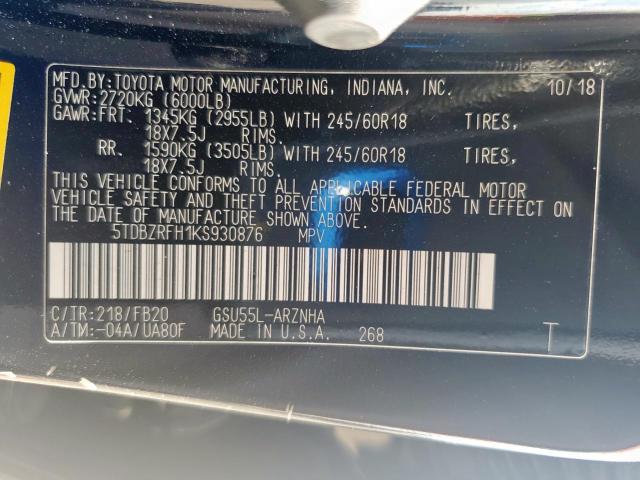 MFD.BY:TOYOTA MOTOR MANUFACTURING, INDIANA, INC. 10/18
GVWR:2720KG (6000LB)
GAWR:FRT. 1345KG (2955LB) WITH 245/60R18 TIRES,
18X7.5J RIMS.
RR. 1590KG (3505LB) WITH 245/60R18 TIRES,
18X7.5J RIMS.
THIS VEHICLE CONFORMS TO ALL APPLICABLE FEDERAL MOTOR
VEHICLE SAFETY AND THEFT PREVENTION STANDARDS IN EFFECT ON
THE DATE OF MANUFACTURE SHOWN ABOVE.
5TDBZRFH1KS930876 MPV
C/TR:218/FB20 GSU55L-ARZNHA
A/TM:-04A/UA80F MADE IN U.S.A. 268 T